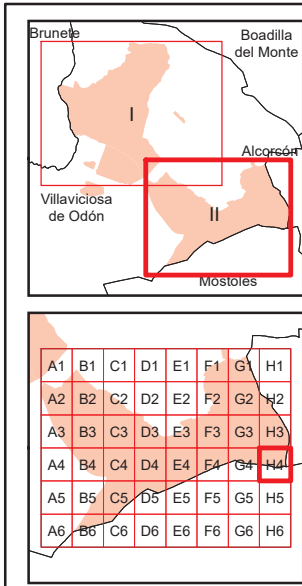 Brunete
Boadilla
del Monte
I
Alcorcón
Villaviciosa
de Odón
II
Mostoles
A1 B1 C1 D1 E1 F1 G1 H1
A2 B2 C2 D2 E2 F2 G2 H2
A3 B3 C3 D3 E3 F3 G3 H3
A4 B4 C4 D4 E4 F4 G4 H4
A5 B5 C5 D5 E5 F5 G5 H5
A6 B6 C6 D6 E6 F6 G6 H6